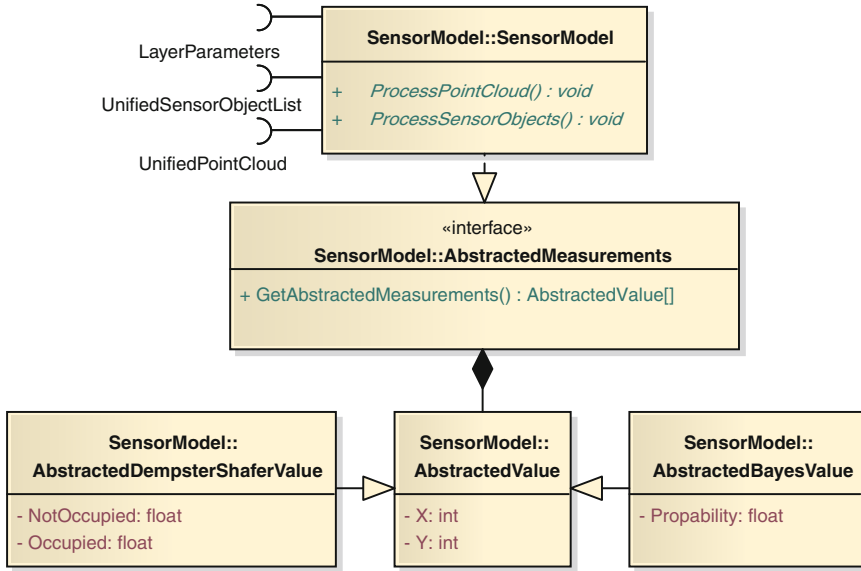 SensorModel::SensorModel
LayerParameters
+ ProcessPointCloud() : void
UnifiedSensorObjectList
+ ProcessSensorObjects() : void
UnifiedPointCloud
«interface»
SensorModel::AbstractedMeasurements
+ GetAbstractedMeasurements() : AbstractedValue[]
SensorModel::
AbstractedDempsterShaferValue
- NotOccupied: float
- Occupied: float
SensorModel::
AbstractedValue
- X: int
- Y: int
SensorModel::
AbstractedBayesValue
- Propability: float